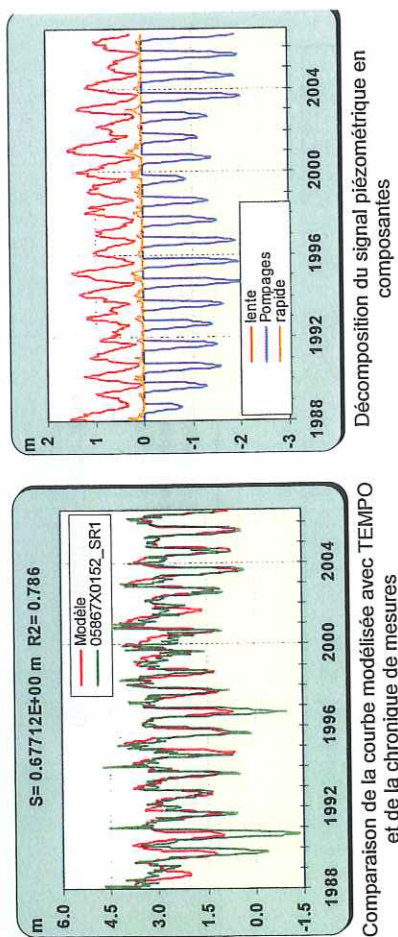 m
S= 0.67712E+00 m R2= 0.786
6.0
4.5
3.0
1.5
0.0
-1.5
Modèle
05867X0152_SR1
1988
1992
1996
2000
2004
Comparaison de la courbe modélisée avec TEMPO
et de la chronique de mesures
m
2
1
0
-1
-2
-3
lente
Pompages
rapide
1988
1992
1996
2000
2004
Décomposition du signal piézométrique en
composantes